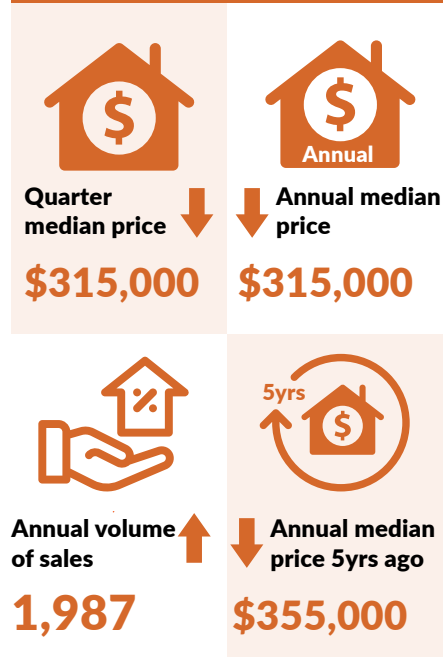 $
$
Annual
Quarter
median price
$315,000
Annual median
price
$315,000
%
5yrs
$
Annual volume
of sales
1,987
Annual median
price 5yrs ago
$355,000